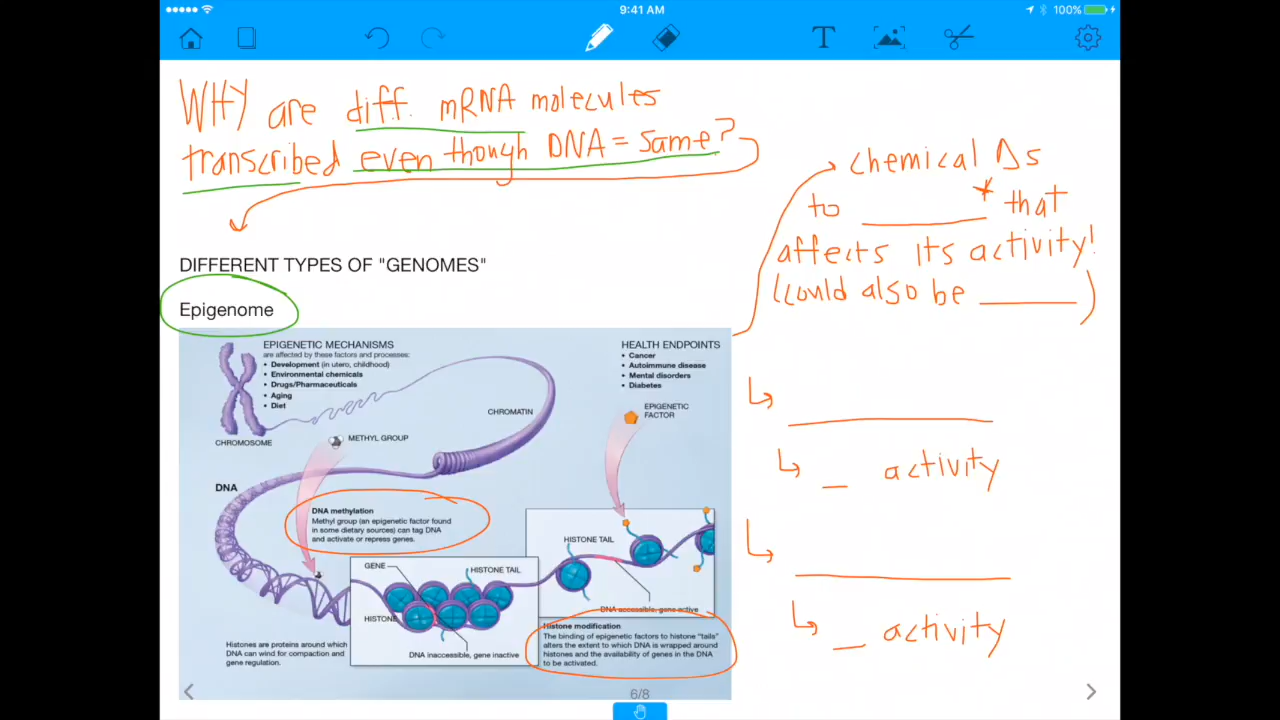 9:41 AM
100%
T
WHY are diff. mRNA molecules
transcribed even though DNA = same?
chemical Δs
to ______* that
affects its activity!
(could also be ______)
DIFFERENT TYPES OF "GENOMES"
Epigenome
EPIGENETIC MECHANISMS
are affected by these factors and processes:
• Development (in utero, childhood)
• Environmental chemicals
• Drugs/Pharmaceuticals
• Aging
• Diet
HEALTH ENDPOINTS
• Cancer
• Autoimmune disease
• Mental disorders
• Diabetes
EPIGENETIC
FACTOR
CHROMATIN
CHROMOSOME
METHYL GROUP
DNA
DNA methylation
Methyl group (an epigenetic factor found
in some dietary sources) can tag DNA
and activate or repress genes.
HISTONE TAIL
GENE
HISTONE TAIL
HISTONE
DNA accessible, gene active
DNA inaccessible, gene inactive
Histones are proteins around which
DNA can wind for compaction and
gene regulation.
Histone modification
The binding of epigenetic factors to histone "tails"
alters the extent to which DNA is wrapped around
histones and the availability of genes in the DNA
to be activated.
_ activity
_ activity
6/8